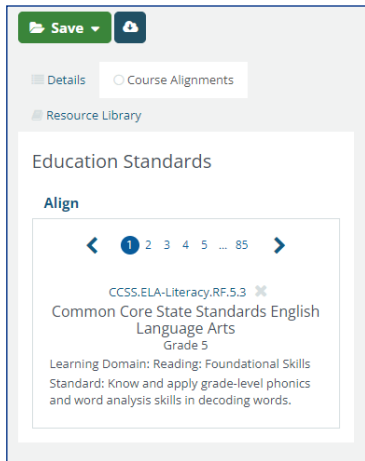 Save
Details
Course Alignments
Resource Library
Education Standards
Align
1 2 3 4 5 ... 85
CCSS.ELA-Literacy.RF.5.3
Common Core State Standards English
Language Arts
Grade 5
Learning Domain: Reading: Foundational Skills
Standard: Know and apply grade-level phonics
and word analysis skills in decoding words.